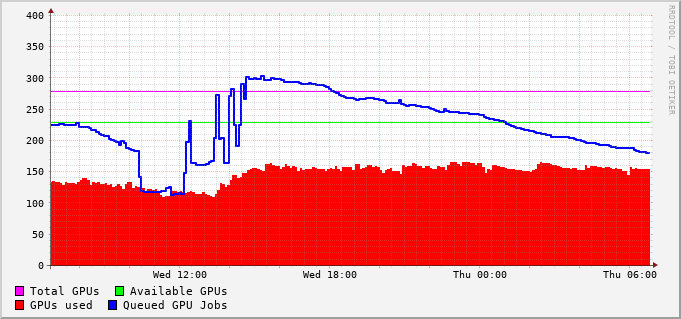 400
350
300
250
200
150
100
50
0
Wed 12:00 Wed 18:00 Thu 00:00 Thu 06:00
Total GPUs Available GPUs
GPUs used Queued GPU Jobs
RRDTOOL / TOBI OETIKER